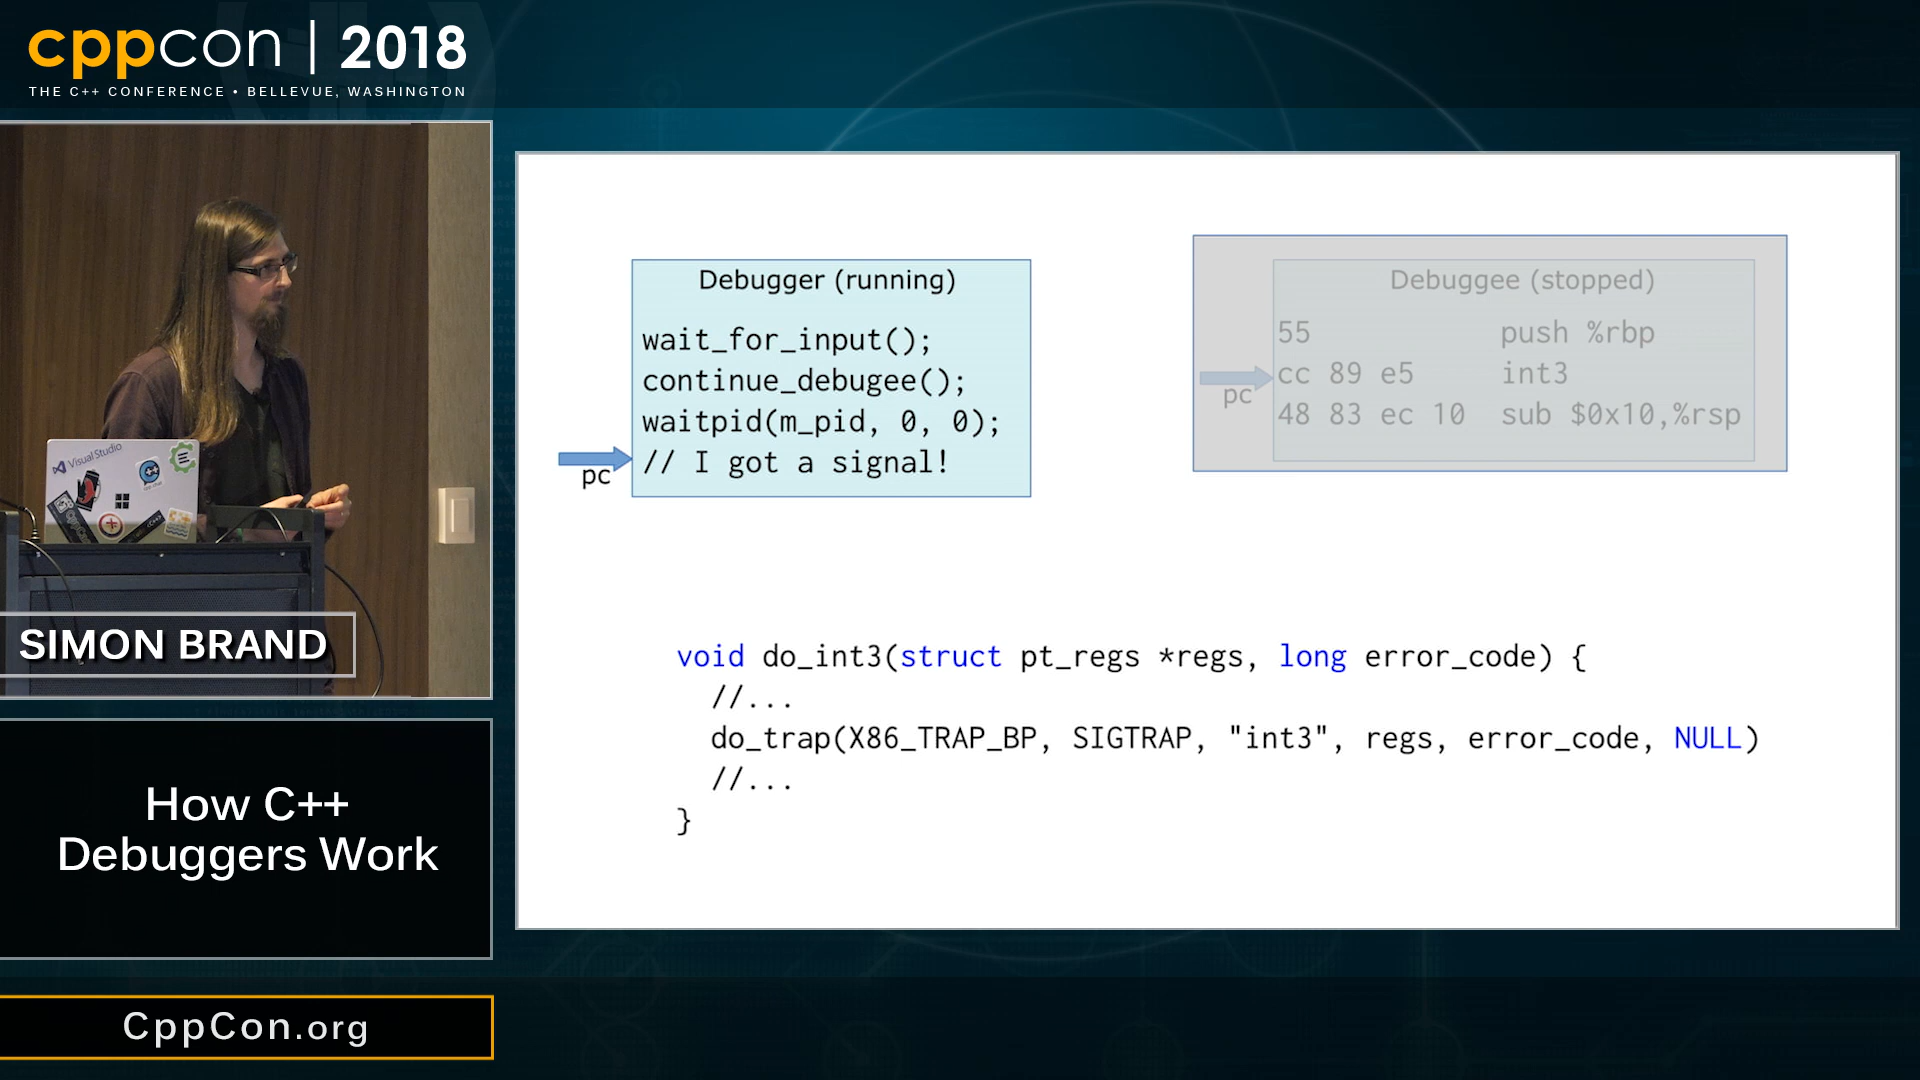 cppcon | 2018
THE C++ CONFERENCE • BELLEVUE, WASHINGTON
Visual Studio
SIMON BRAND
How C++
Debuggers Work
CppCon.org
Debugger (running)
wait_for_input();
continue_debugee();
waitpid(m_pid, 0, 0);
// I got a signal!
pc
Debuggee (stopped)
55 push %rbp
cc 89 e5 int3
48 83 ec 10 sub $0x10,%rsp
pc
void do_int3(struct pt_regs *regs, long error_code) {
//...
do_trap(X86_TRAP_BP, SIGTRAP, "int3", regs, error_code, NULL)
//...
}